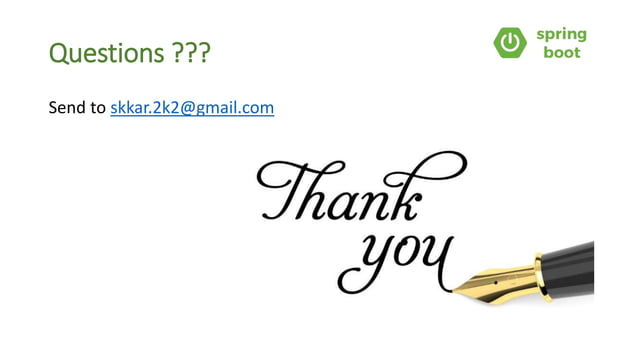 Questions ???
spring
boot
Send to skkar.2k2@gmail.com
Thank
you